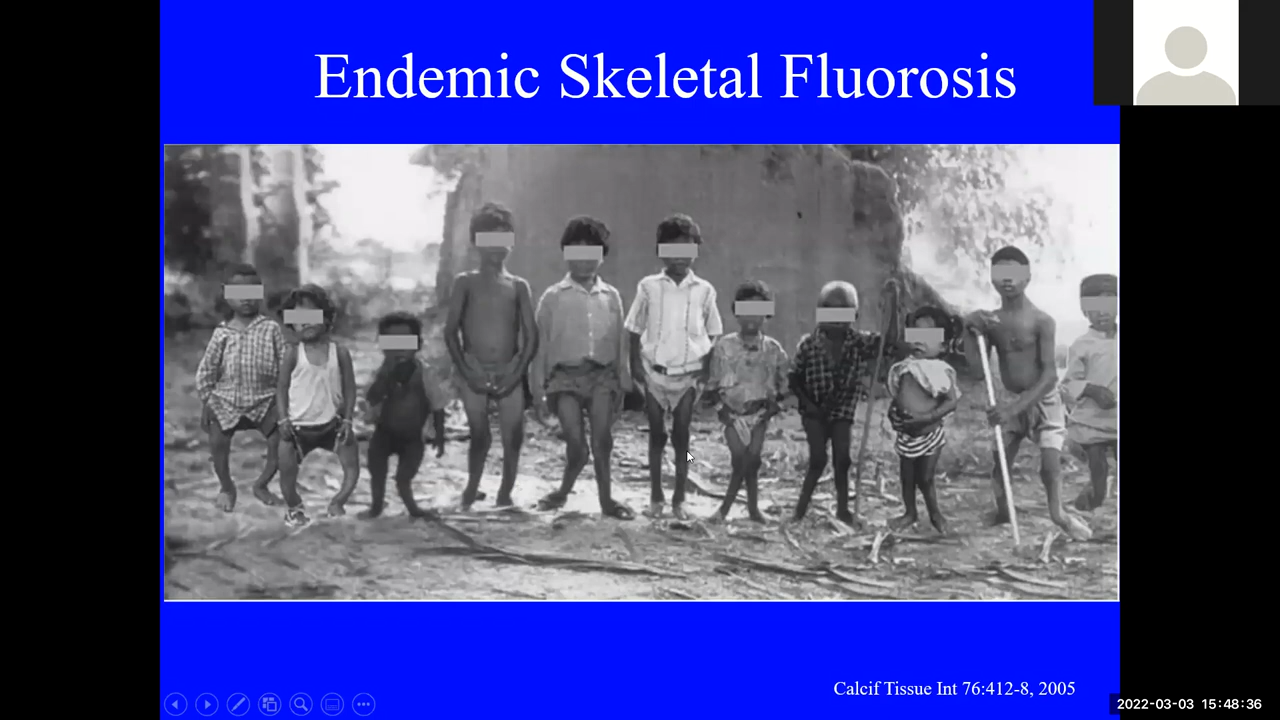 Endemic Skeletal Fluorosis
Calcif Tissue Int 76:412-8, 2005
2022-03-03 15:48:36